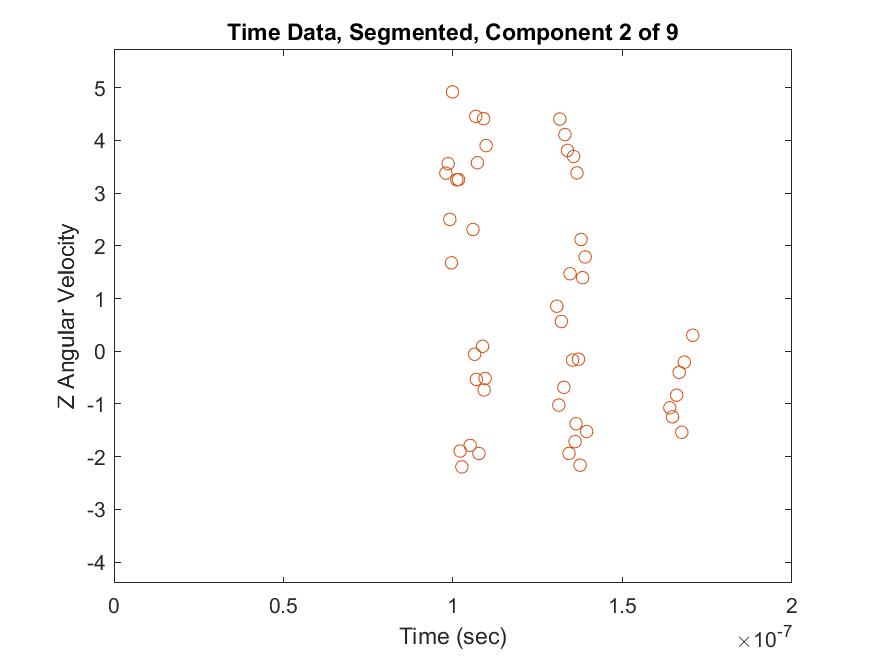 Time Data, Segmented, Component 2 of 9
5
4
3
2
1
0
-1
-2
-3
-4
Z Angular Velocity
0 0.5 1 1.5 2
Time (sec)
×10⁻⁷